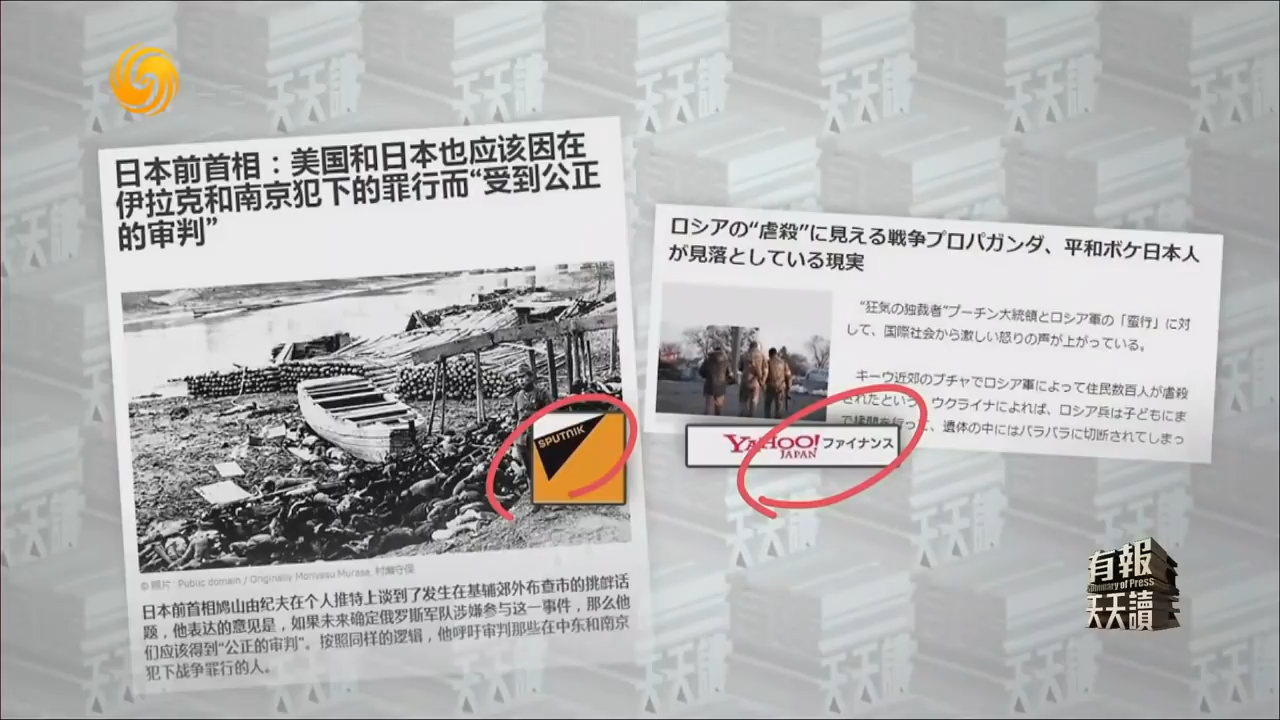 日本前首相：美国和日本也应该因在
伊拉克和南京犯下的罪行而“受到公正
的审判”
SPUTNIK
© 照片 : Public domain / Originally Moriyasu Murase, 村瀬守保
日本前首相鸠山由纪夫在个人推特上谈到了发生在基辅郊外布查市的挑衅话
题，他表达的意见是，如果未来确定俄罗斯军队涉嫌参与这一事件，那么他
们应该得到“公正的审判”。按照同样的逻辑，他呼吁审判那些在中东和南京
犯下战争罪行的人。
ロシアの“虐殺”に見える戦争プロパガンダ、平和ボケ日本人
が見落としている現実
“狂気の独裁者”プーチン大統領とロシア軍の「蛮行」に対
して、国際社会から激しい怒りの声が上がっている。
キーウ近郊のブチャでロシア軍によって住民数百人が虐殺
されたという。ウクライナによれば、ロシア兵は子どもにま
で拷問を行って、遺体の中にはバラバラに切断されてしまっ
YAHOO!
JAPAN
ファイナンス
有報
Summary of Press
天天讀